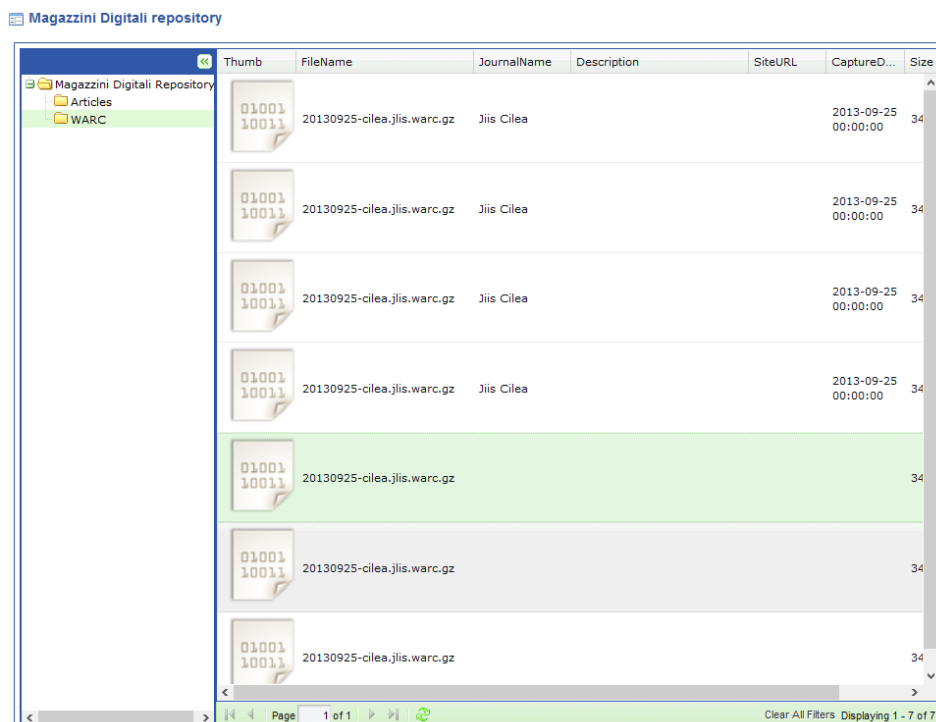 Magazzini Digitali repository
Thumb FileName JournalName Description SiteURL CaptureD... Size
Magazzini Digitali Repository
Articles
WARC
01001
10011
20130925-cilea.jlis.warc.gz Jiis Cilea 2013-09-25 00:00:00 34
01001
10011
20130925-cilea.jlis.warc.gz Jiis Cilea 2013-09-25 00:00:00 34
01001
10011
20130925-cilea.jlis.warc.gz Jiis Cilea 2013-09-25 00:00:00 34
01001
10011
20130925-cilea.jlis.warc.gz Jiis Cilea 2013-09-25 00:00:00 34
01001
10011
20130925-cilea.jlis.warc.gz 34
01001
10011
20130925-cilea.jlis.warc.gz 34
01001
10011
20130925-cilea.jlis.warc.gz 34
Page 1 of 1 Clear All Filters Displaying 1 - 7 of 7